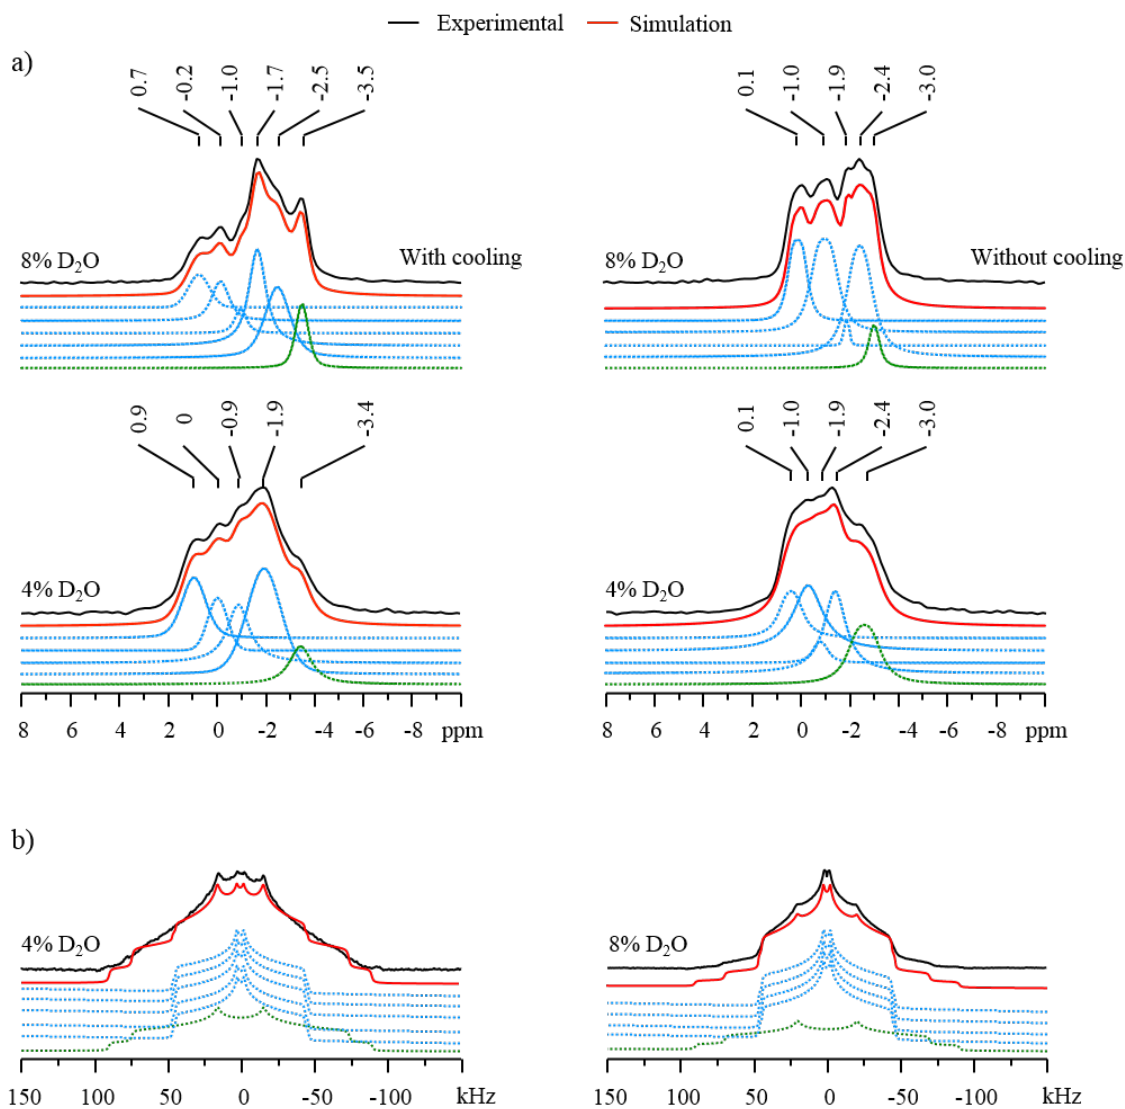 Experimental Simulation
a)
0.7 -0.2 -1.0 -1.7 -2.5 -3.5
0.1 -1.0 -1.9 -2.4 -3.0
8% D₂O With cooling
8% D₂O Without cooling
0.9 0 -0.9 -1.9 -3.4
0.1 -1.0 -1.9 -2.4 -3.0
4% D₂O
4% D₂O
8 6 4 2 0 -2 -4 -6 -8 ppm
8 6 4 2 0 -2 -4 -6 -8 ppm
b)
4% D₂O
8% D₂O
150 100 50 0 -50 -100 kHz
150 100 50 0 -50 -100 kHz